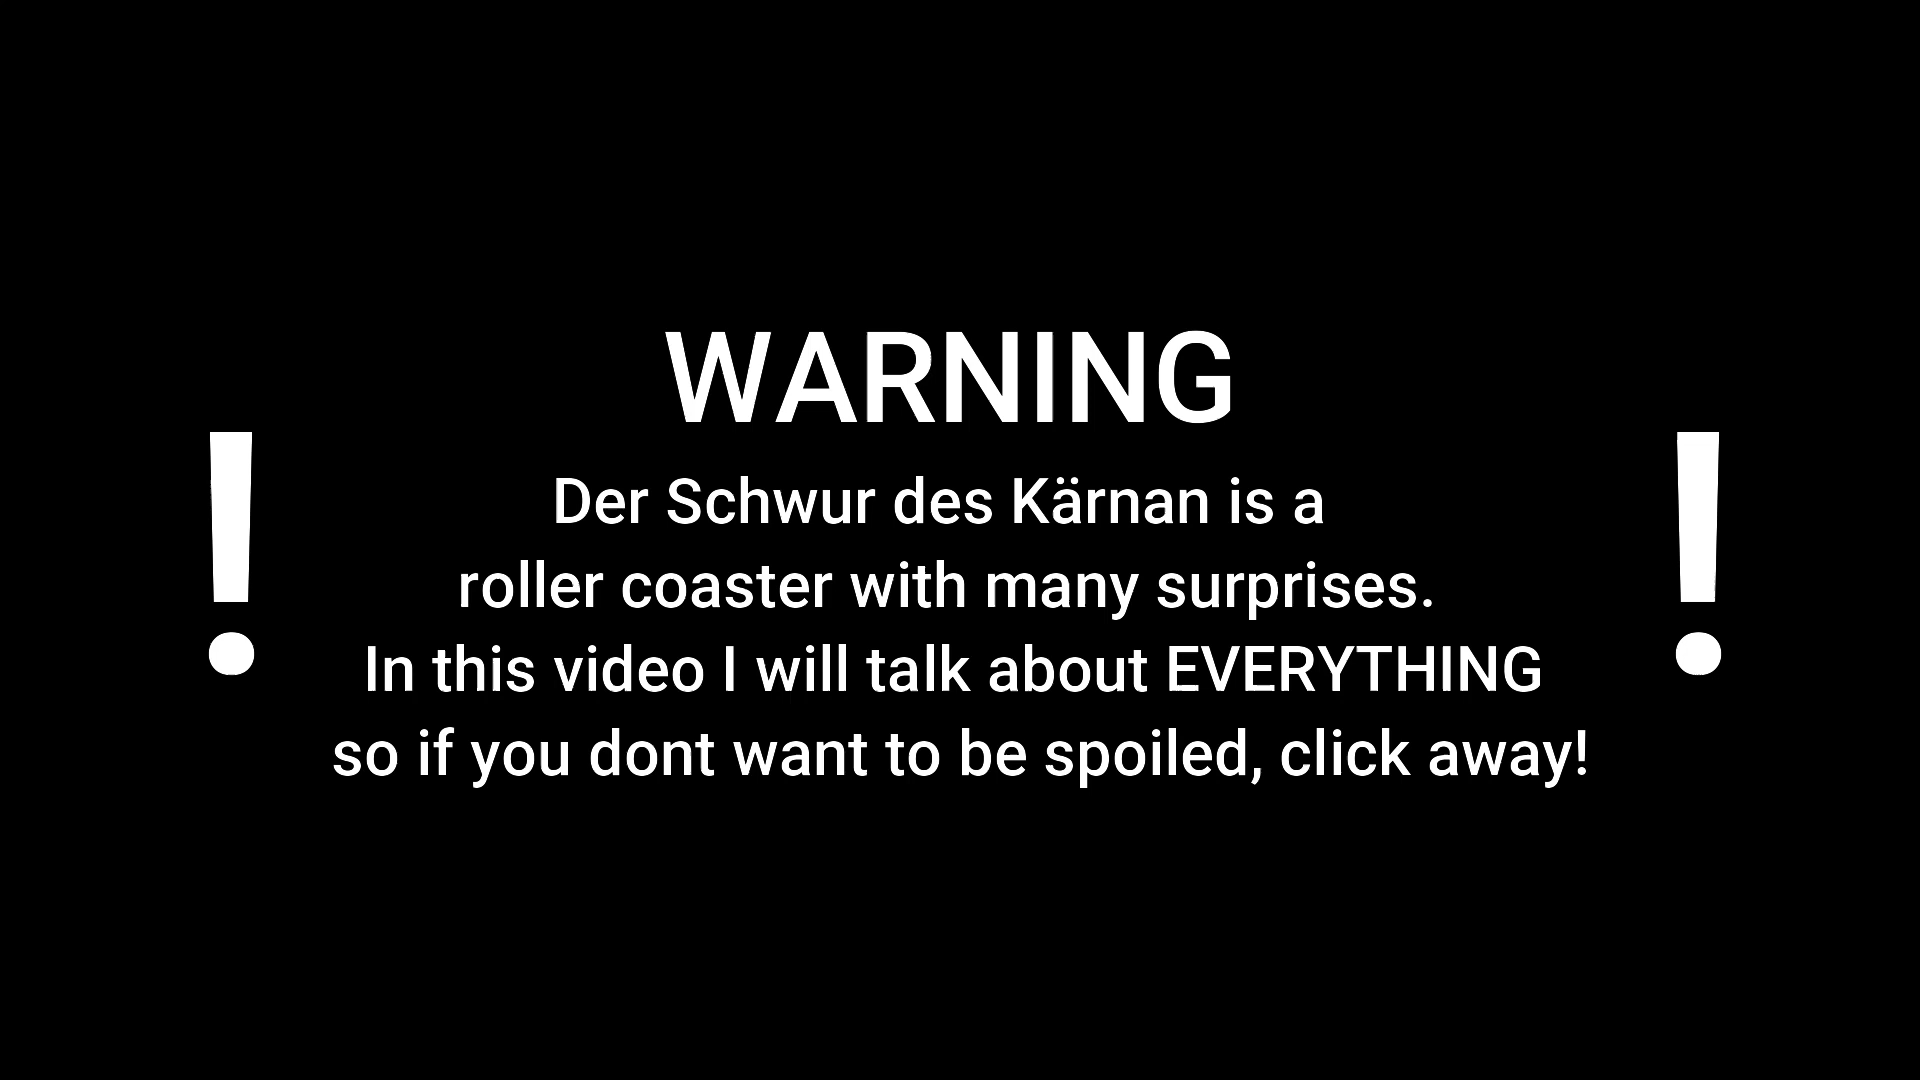 WARNING
Der Schwur des Kärnan is a
roller coaster with many surprises.
In this video I will talk about EVERYTHING
so if you dont want to be spoiled, click away!
! !